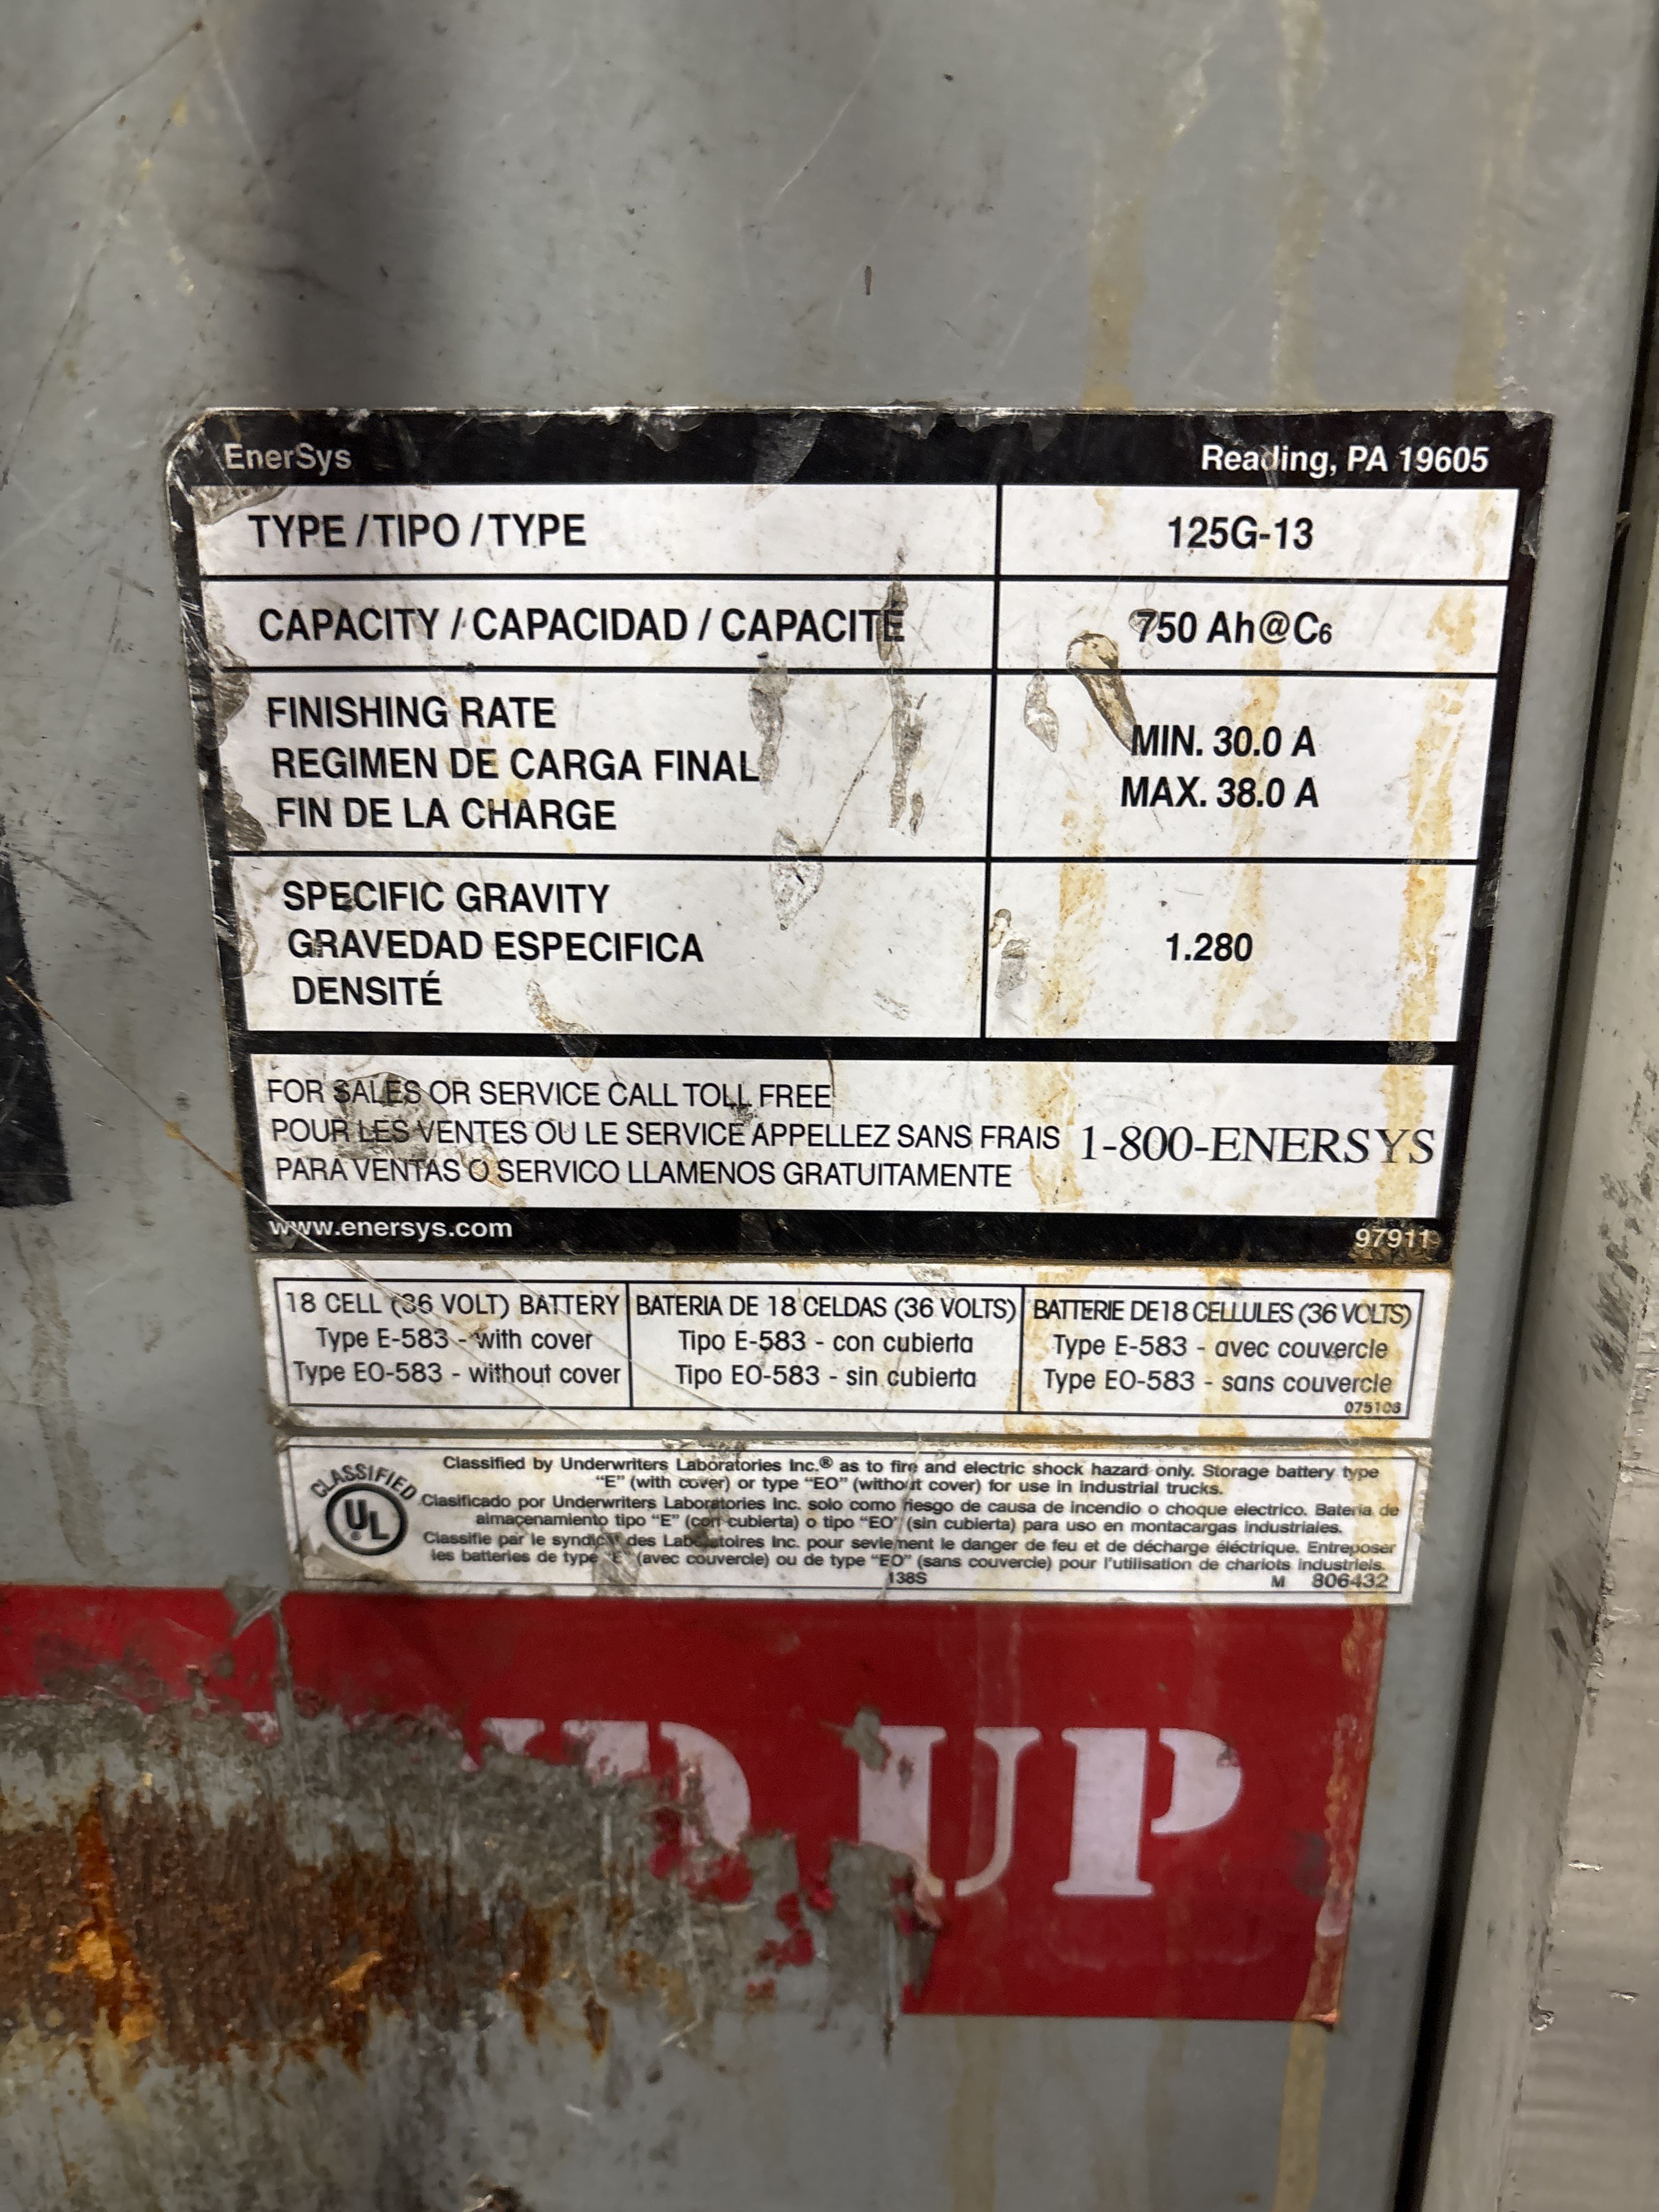 EnerSys Reading, PA 19605
TYPE / TIPO / TYPE 125G-13
CAPACITY / CAPACIDAD / CAPACITÉ 750 Ah@C6
FINISHING RATE
REGIMEN DE CARGA FINAL
FIN DE LA CHARGE
MIN. 30.0 A
MAX. 38.0 A
SPECIFIC GRAVITY
GRAVEDAD ESPECIFICA
DENSITÉ
1.280
FOR SALES OR SERVICE CALL TOLL FREE
POUR LES VENTES OU LE SERVICE APPELLEZ SANS FRAIS
PARA VENTAS O SERVICO LLAMENOS GRATUITAMENTE
1-800-ENERSYS
www.enersys.com 97911
18 CELL (36 VOLT) BATTERY
Type E-583 - with cover
Type EO-583 - without cover
BATERIA DE 18 CELDAS (36 VOLTS)
Tipo E-583 - con cubierta
Tipo EO-583 - sin cubierta
BATTERIE DE18 CELLULES (36 VOLTS)
Type E-583 - avec couvercle
Type EO-583 - sans couvercle
075103
CLASSIFIED
UL
Classified by Underwriters Laboratories Inc.® as to fire and electric shock hazard only. Storage battery type
"E" (with cover) or type "EO" (without cover) for use in industrial trucks.
Clasificado por Underwriters Laboratories Inc. solo como riesgo de causa de incendio o choque electrico. Bateria de
almaçenamiento tipo "E" (con cubierta) o tipo "EO" (sin cubierta) para uso en montacargas industriales.
Classifie par le syndicat des Laboratoires Inc. pour sevlement le danger de feu et de décharge éléctrique. Entreposer
les batteries de type "E" (avec couvercle) ou de type "EO" (sans couvercle) pour l'utilisation de chariots industriels.
138S M 806432
UP